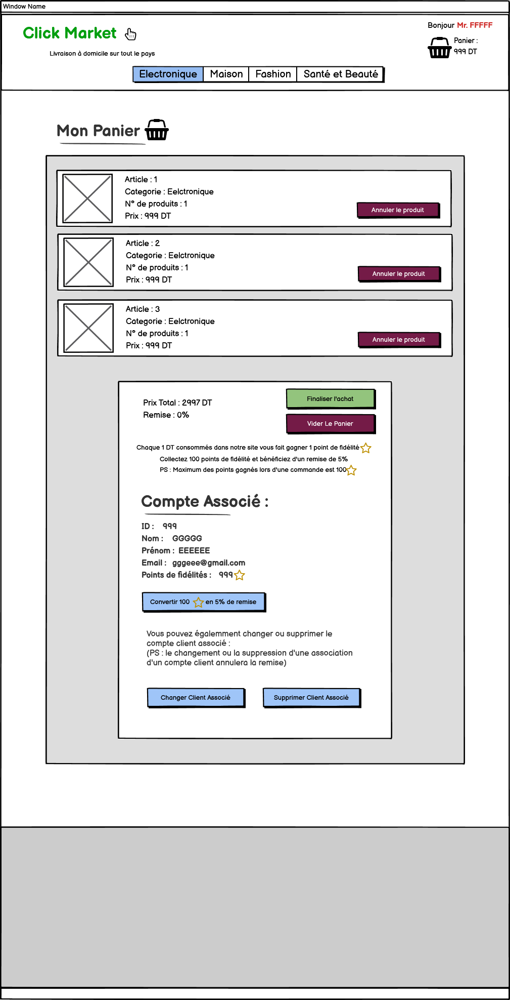 Window Name
Click Market
Livraison à domicile sur tout le pays
Bonjour Mr. FFFFF
Panier :
999 DT
Electronique Maison Fashion Santé et Beauté
Mon Panier
Article : 1
Categorie : Eelctronique
N° de produits : 1
Prix : 999 DT
Annuler le produit
Article : 2
Categorie : Eelctronique
N° de produits : 1
Prix : 999 DT
Annuler le produit
Article : 3
Categorie : Eelctronique
N° de produits : 1
Prix : 999 DT
Annuler le produit
Prix Total : 2997 DT
Remise : 0%
Finaliser l'achat
Vider Le Panier
Chaque 1 DT consommés dans notre site vous fait gagner 1 point de fidélité
Collectez 100 points de fidélité et bénéficiez d'un remise de 5%
PS : Maximum des points gagnés lors d'une commande est 100
Compte Associé :
ID : 999
Nom : GGGGG
Prénom : EEEEEE
Email : gggeee@gmail.com
Points de fidélités : 999
Convertir 100 en 5% de remise
Vous pouvez égalemment changer ou supprimer le
compte client associé :
(PS : le changement ou la suppression d'une association
d'un compte client annulera la remise)
Changer Client Associé
Supprimer Client Associé